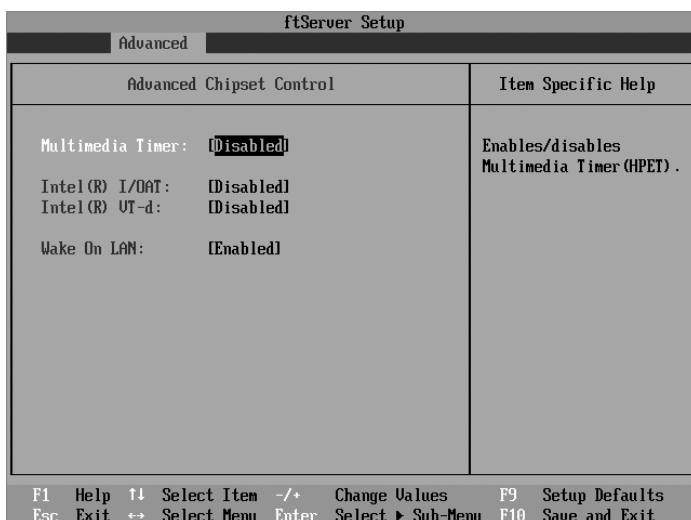 ftServer Setup
Advanced
Advanced Chipset Control
Item Specific Help
Multimedia Timer: [Disabled]
Intel(R) I/OAT: [Disabled]
Intel(R) VT-d: [Disabled]
Wake On LAN: [Enabled]
Enables/disables
Multimedia Timer(HPET).
F1 Help ↑↓ Select Item -/+ Change Values F9 Setup Defaults
Esc Exit ↔ Select Menu Enter Select ▶ Sub-Menu F10 Save and Exit